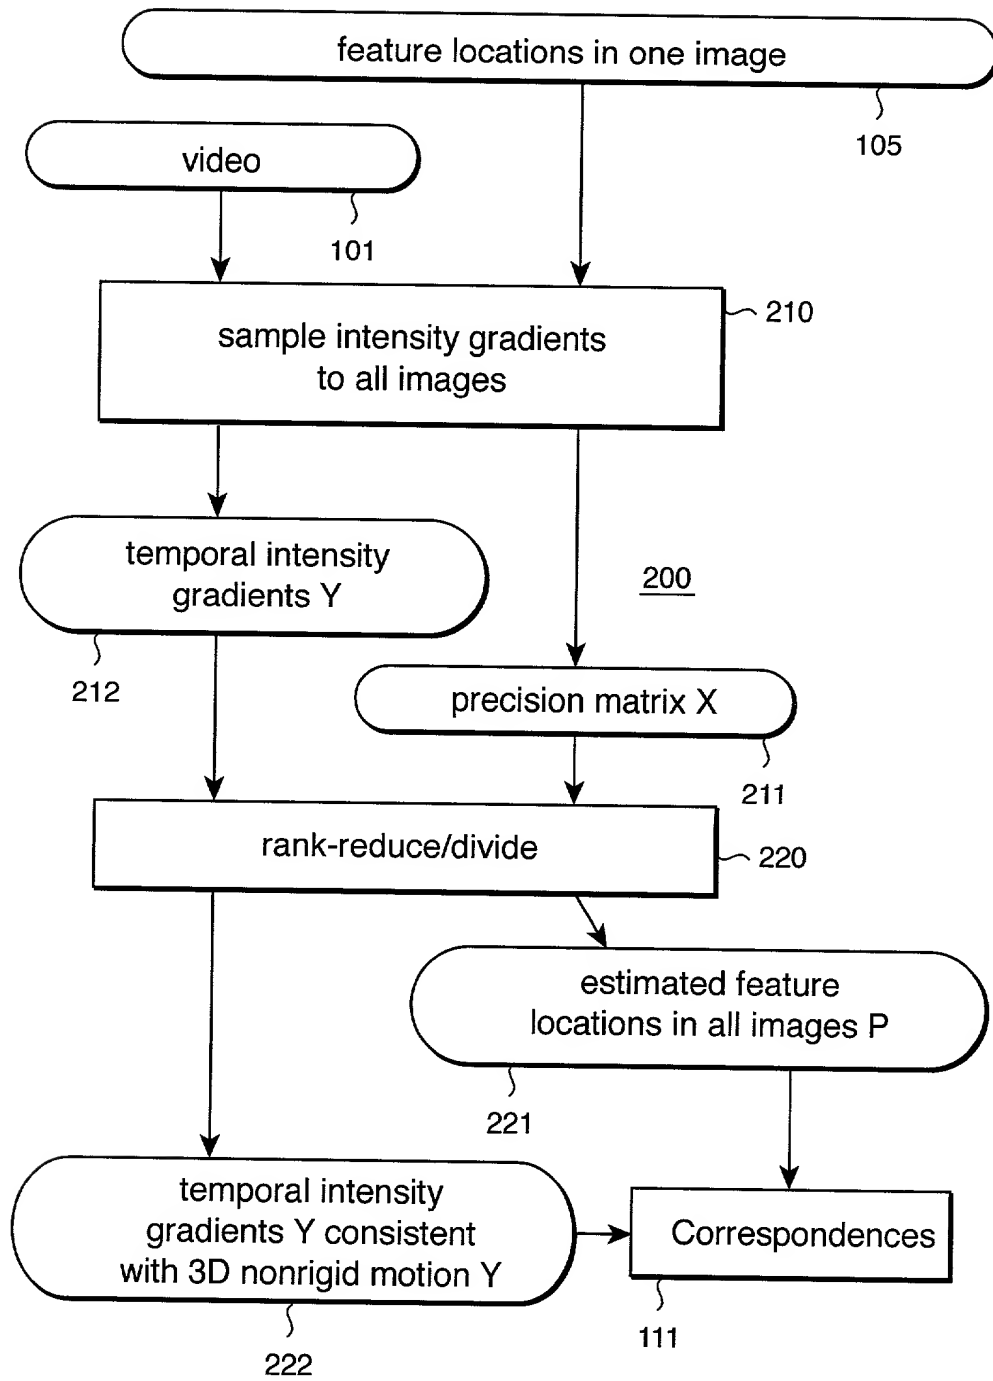 feature locations in one image
105
video
101
210
sample intensity gradients
to all images
temporal intensity
gradients Y
200
212
precision matrix X
211
rank-reduce/divide
220
estimated feature
locations in all images P
221
temporal intensity
gradients Y consistent
with 3D nonrigid motion Y
Correspondences
111
222